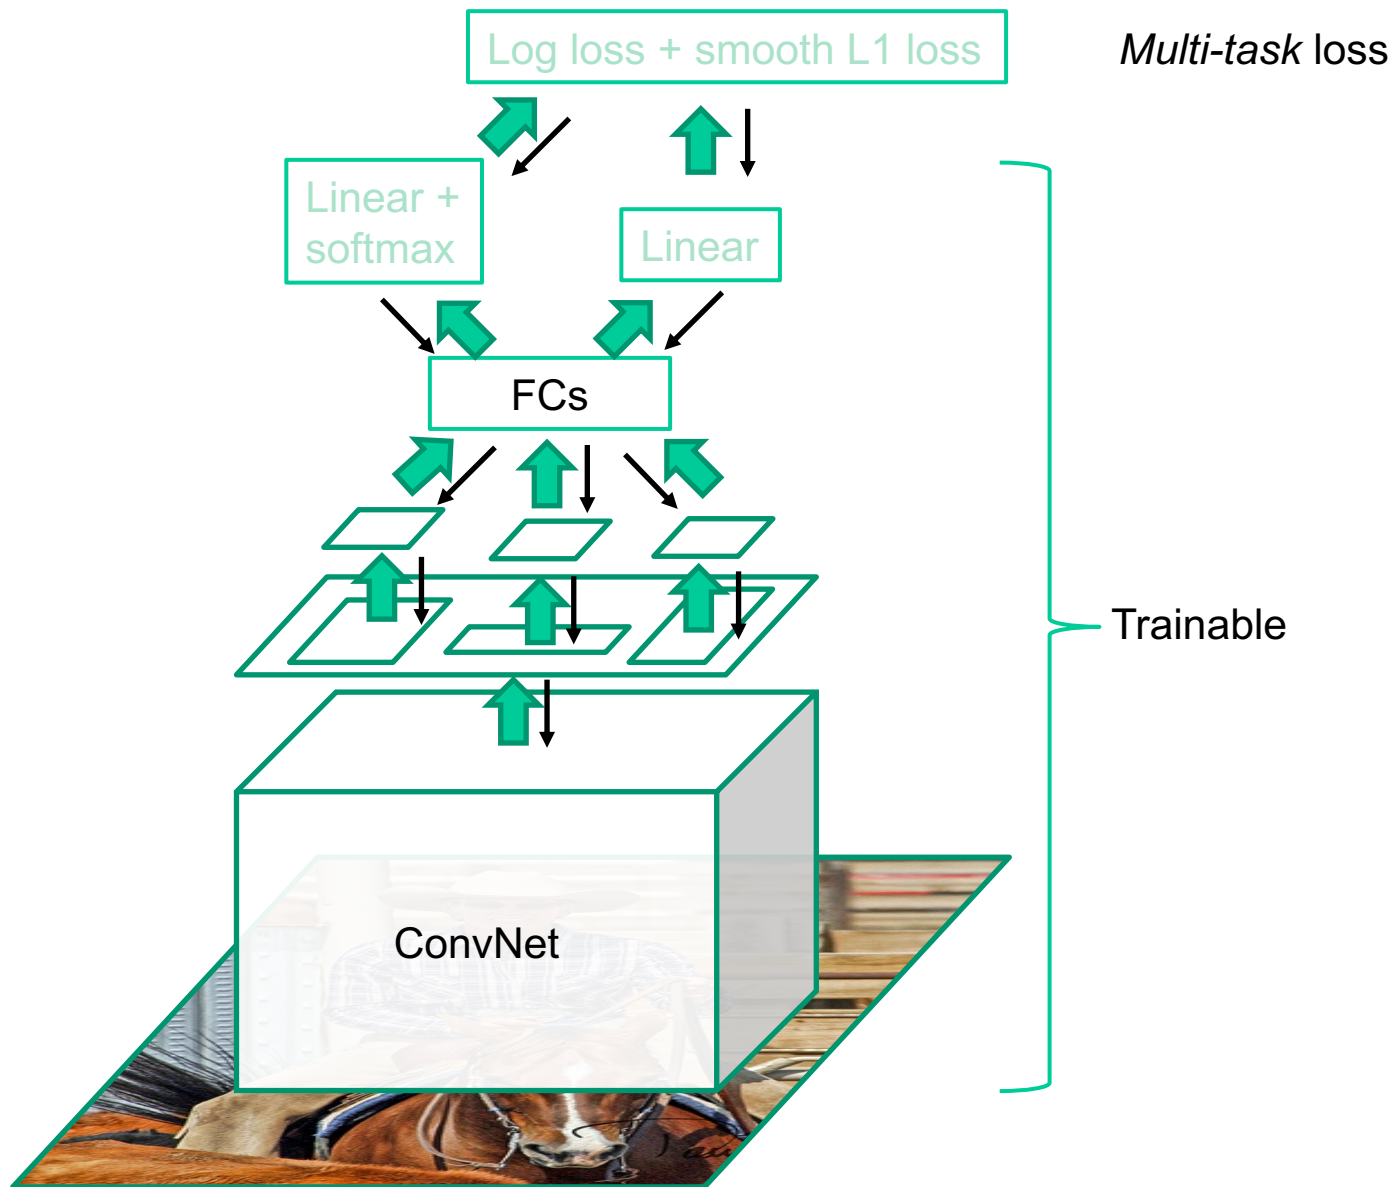 Log loss + smooth L1 loss
Multi-task loss
Linear +
softmax
Linear
FCs
Trainable
ConvNet